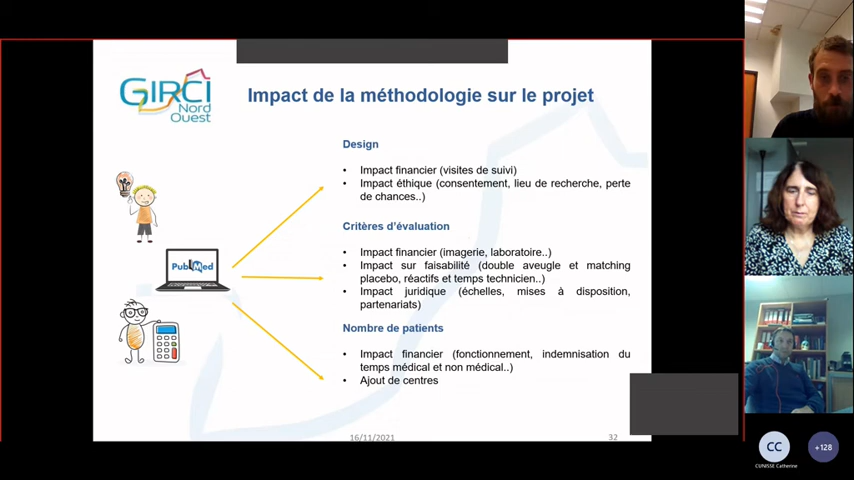 GIRCI
Nord
Ouest
Impact de la méthodologie sur le projet
Design
• Impact financier (visites de suivi)
• Impact éthique (consentement, lieu de recherche, perte
de chances..)
Critères d'évaluation
• Impact financier (imagerie, laboratoire..)
• Impact sur faisabilité (double aveugle et matching
placebo, réactifs et temps technicien..)
• Impact juridique (échelles, mises à disposition,
partenariats)
PubMed
Nombre de patients
• Impact financier (fonctionnement, indemnisation du
temps médical et non médical..)
• Ajout de centres
16/11/2021
32
CC
+128
CUNISSE Catherine